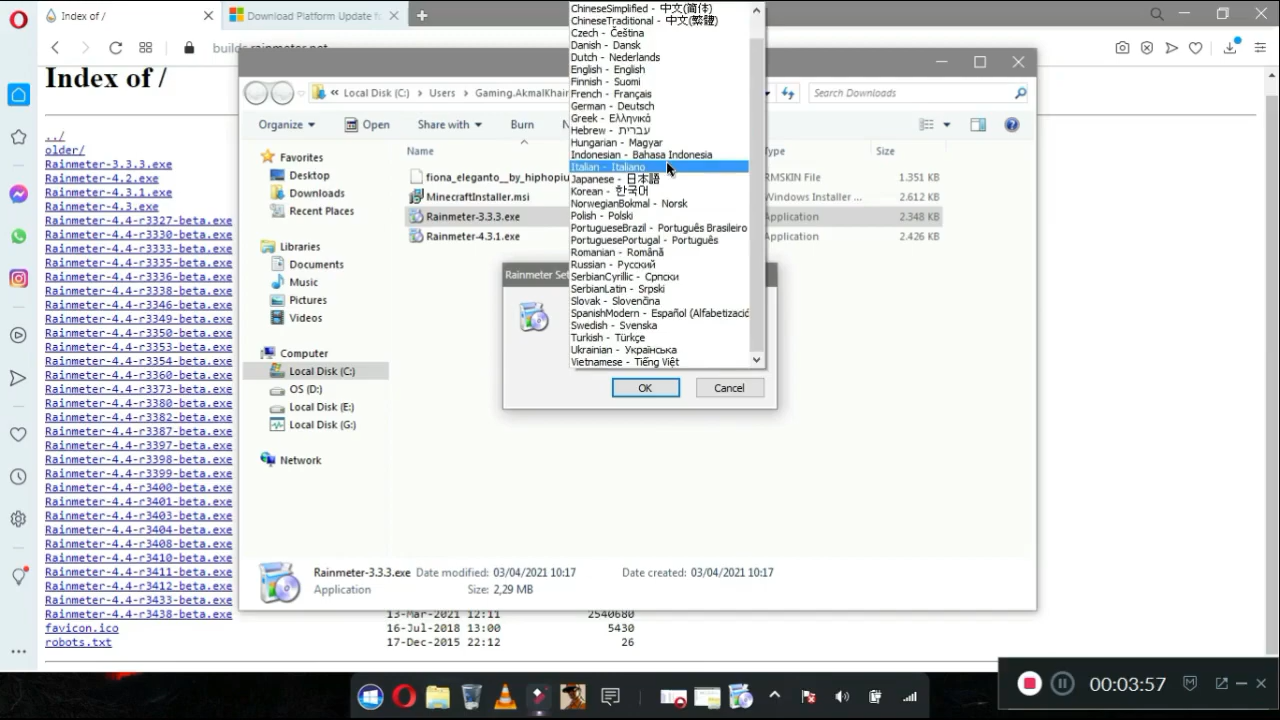 Index of /
Download Platform Update for
builds.rainmeter.net
Index of /
../
older/
Rainmeter-3.3.3.exe
Rainmeter-4.2.exe
Rainmeter-4.3.1.exe
Rainmeter-4.3.exe
Rainmeter-4.4-r3327-beta.exe
Rainmeter-4.4-r3330-beta.exe
Rainmeter-4.4-r3333-beta.exe
Rainmeter-4.4-r3335-beta.exe
Rainmeter-4.4-r3336-beta.exe
Rainmeter-4.4-r3338-beta.exe
Rainmeter-4.4-r3346-beta.exe
Rainmeter-4.4-r3349-beta.exe
Rainmeter-4.4-r3350-beta.exe
Rainmeter-4.4-r3353-beta.exe
Rainmeter-4.4-r3354-beta.exe
Rainmeter-4.4-r3360-beta.exe
Rainmeter-4.4-r3373-beta.exe
Rainmeter-4.4-r3380-beta.exe
Rainmeter-4.4-r3382-beta.exe
Rainmeter-4.4-r3387-beta.exe
Rainmeter-4.4-r3397-beta.exe
Rainmeter-4.4-r3398-beta.exe
Rainmeter-4.4-r3399-beta.exe
Rainmeter-4.4-r3400-beta.exe
Rainmeter-4.4-r3401-beta.exe
Rainmeter-4.4-r3403-beta.exe
Rainmeter-4.4-r3404-beta.exe
Rainmeter-4.4-r3408-beta.exe
Rainmeter-4.4-r3410-beta.exe
Rainmeter-4.4-r3411-beta.exe
Rainmeter-4.4-r3412-beta.exe
Rainmeter-4.4-r3433-beta.exe
Rainmeter-4.4-r3438-beta.exe 13-Mar-2021 12:11 2540680
favicon.ico 16-Jul-2018 13:00 5430
robots.txt 17-Dec-2015 22:12 26
« Local Disk (C:) Users Gaming.AkmalKhair
Search Downloads
Organize Open Share with Burn
Favorites
Desktop
Downloads
Recent Places
Libraries
Documents
Music
Pictures
Videos
Computer
Local Disk (C:)
OS (D:)
Local Disk (E:)
Local Disk (G:)
Network
Name Type Size
fiona_eleganto__by_hiphopiu RMSKIN File 1.351 KB
MinecraftInstaller.msi Windows Installer ... 2.612 KB
Rainmeter-3.3.3.exe Application 2.348 KB
Rainmeter-4.3.1.exe Application 2.426 KB
Rainmeter Set
ChineseSimplified - 中文(简体)
ChineseTraditional - 中文(繁體)
Czech - Čeština
Danish - Dansk
Dutch - Nederlands
English - English
Finnish - Suomi
French - Français
German - Deutsch
Greek - Ελληνικά
Hebrew - עברית
Hungarian - Magyar
Indonesian - Bahasa Indonesia
Italian - Italiano
Japanese - 日本語
Korean - 한국어
NorwegianBokmal - Norsk
Polish - Polski
PortugueseBrazil - Português Brasileiro
PortuguesePortugal - Português
Romanian - Română
Russian - Русский
SerbianCyrillic - Српски
SerbianLatin - Srpski
Slovak - Slovenčina
SpanishModern - Español (Alfabetizació
Swedish - Svenska
Turkish - Türkçe
Ukrainian - Українська
Vietnamese - Tiếng Việt
OK Cancel
Rainmeter-3.3.3.exe Date modified: 03/04/2021 10:17 Date created: 03/04/2021 10:17
Application Size: 2,29 MB
00:03:57